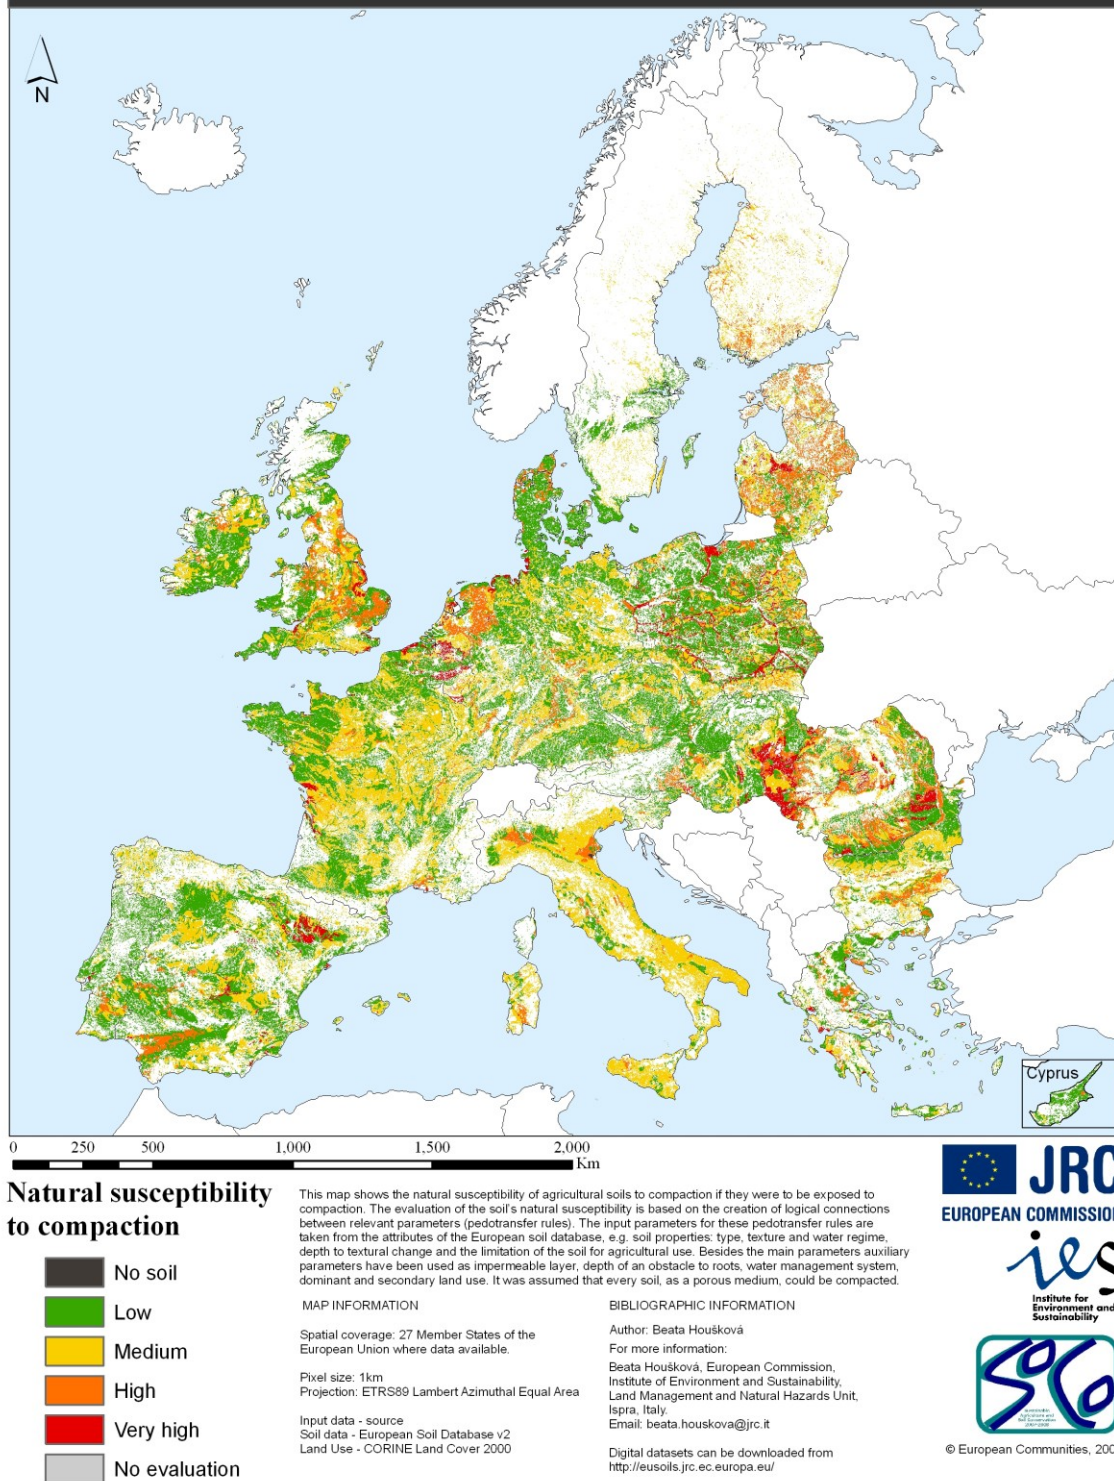 N
Cyprus
0 250 500 1,000 1,500 2,000
Km
Natural susceptibility
to compaction
No soil
Low
Medium
High
Very high
No evaluation
This map shows the natural susceptibility of agricultural soils to compaction if they were to be exposed to
compaction. The evaluation of the soil's natural susceptibility is based on the creation of logical connections
between relevant parameters (pedotransfer rules). The input parameters for these pedotransfer rules are
taken from the attributes of the European soil database, e.g. soil properties: type, texture and water regime,
depth to textural change and the limitation of the soil for agricultural use. Besides the main parameters auxiliary
parameters have been used as impermeable layer, depth of an obstacle to roots, water management system,
dominant and secondary land use. It was assumed that every soil, as a porous medium, could be compacted.
MAP INFORMATION
Spatial coverage: 27 Member States of the
European Union where data available.
Pixel size: 1km
Projection: ETRS89 Lambert Azimuthal Equal Area
Input data - source
Soil data - European Soil Database v2
Land Use - CORINE Land Cover 2000
BIBLIOGRAPHIC INFORMATION
Author: Beata Houšková
For more information:
Beata Houšková, European Commission,
Institute of Environment and Sustainability,
Land Management and Natural Hazards Unit,
Ispra, Italy.
Email: beata.houskova@jrc.it
Digital datasets can be downloaded from
http://eusoils.jrc.ec.europa.eu/
JRC
EUROPEAN COMMISSION
ies
Institute for
Environment and
Sustainability
SoCo
© European Communities, 200